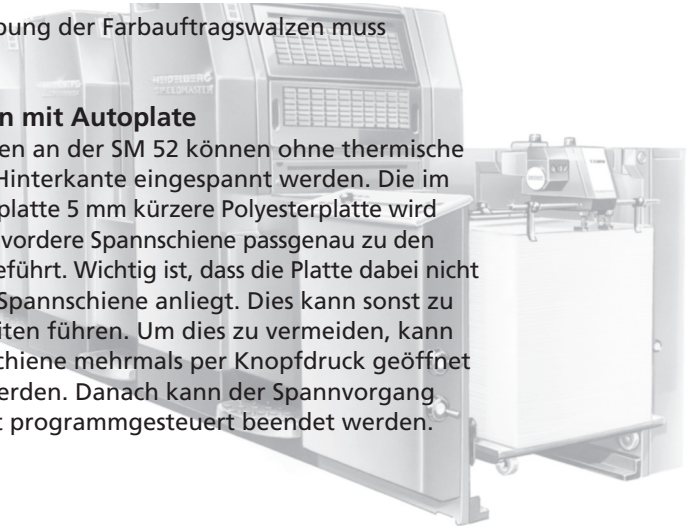 bung der Farbauftragswalzen muss
n mit Autoplate
en an der SM 52 können ohne thermische
Hinterkante eingespannt werden. Die im
platte 5 mm kürzere Polyesterplatte wird
vordere Spannschiene passgenau zu den
eführt. Wichtig ist, dass die Platte dabei nicht
Spannschiene anliegt. Dies kann sonst zu
iten führen. Um dies zu vermeiden, kann
chiene mehrmals per Knopfdruck geöffnet
erden. Danach kann der Spannvorgang
t programmgesteuert beendet werden.
HEIDELBERG
SPEEDMASTER